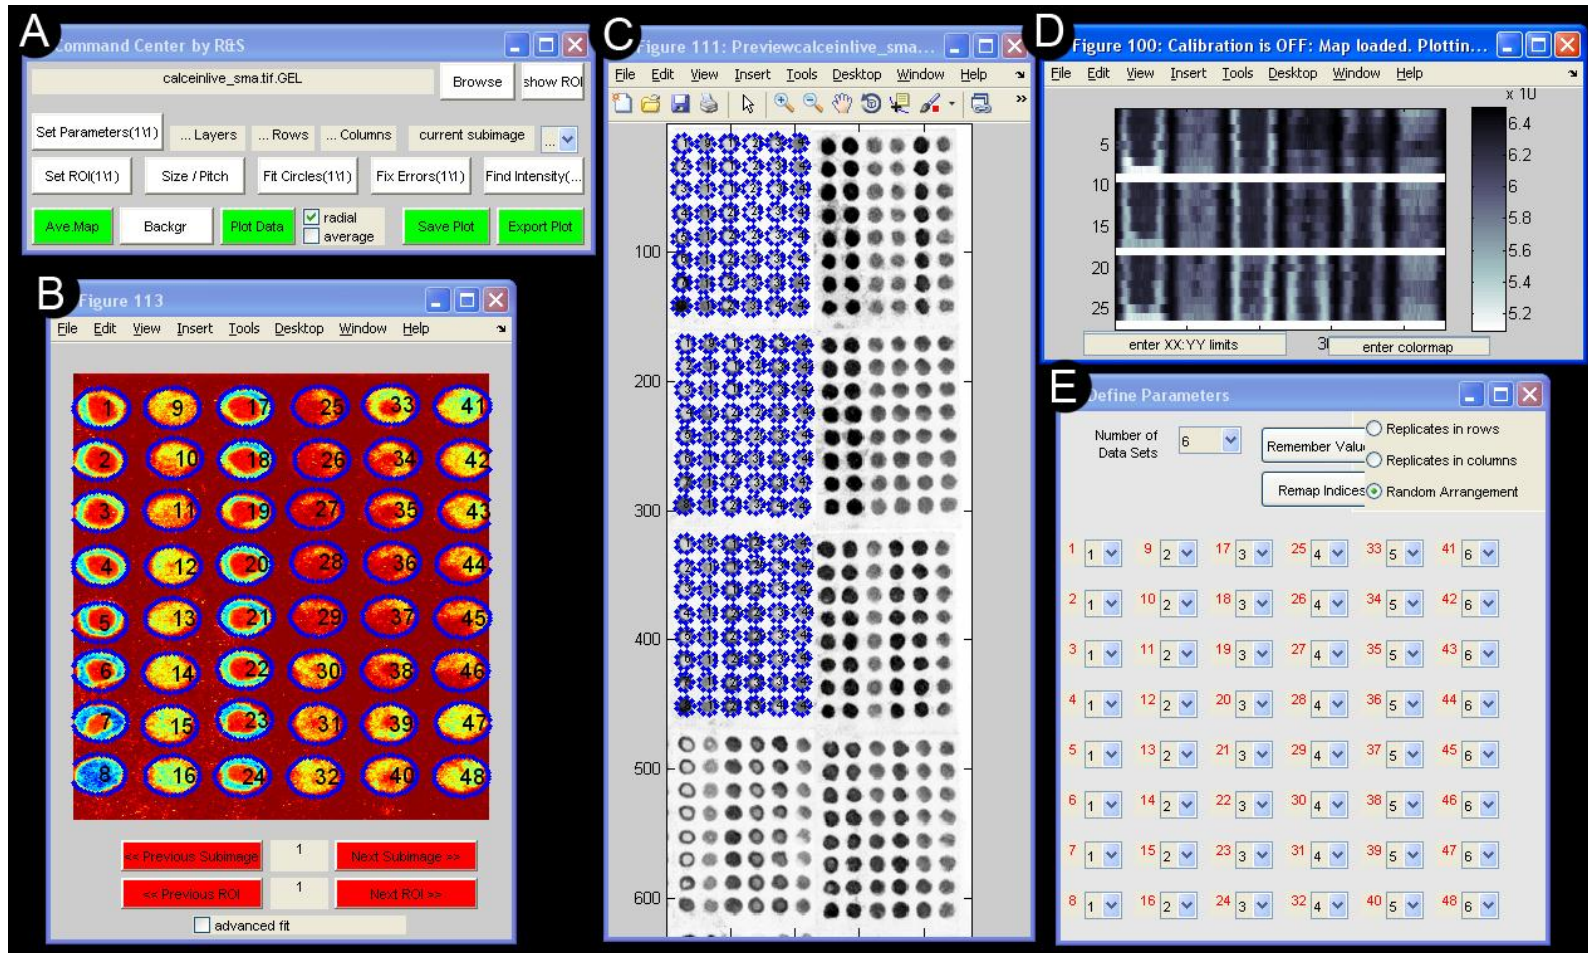 A
Command Center by R&S
calceinlive_sma.tif.GEL
Browse
show ROI
Set Parameters(1\1)
... Layers
... Rows
... Columns
current subimage
...
Set ROI(1\1)
Size / Pitch
Fit Circles(1\1)
Fix Errors(1\1)
Find Intensity(...
Ave.Map
Backgr
Plot Data
radial
average
Save Plot
Export Plot
B
Figure 113
File Edit View Insert Tools Desktop Window Help
1 9 17 25 33 41
2 10 18 26 34 42
3 11 19 27 35 43
4 12 20 28 36 44
5 13 21 29 37 45
6 14 22 30 38 46
7 15 23 31 39 47
8 16 24 32 40 48
<< Previous Subimage
1
Next Subimage >>
<< Previous ROI
1
Next ROI >>
advanced fit
C
Figure 111: Previewcalceinlive_sma...
File Edit View Insert Tools Desktop Window Help
100
200
300
400
500
600
D
Figure 100: Calibration is OFF: Map loaded. Plottin...
File Edit View Insert Tools Desktop Window Help
5
10
15
20
25
6.4
6.2
6
5.8
5.6
5.4
5.2
enter XX:YY limits
enter colormap
E
Define Parameters
Number of
Data Sets
6
Remember Valu
Remap Indices
Replicates in rows
Replicates in columns
Random Arrangement
1 1 9 2 17 3 25 4 33 5 41 6
2 1 10 2 18 3 26 4 34 5 42 6
3 1 11 2 19 3 27 4 35 5 43 6
4 1 12 2 20 3 28 4 36 5 44 6
5 1 13 2 21 3 29 4 37 5 45 6
6 1 14 2 22 3 30 4 38 5 46 6
7 1 15 2 23 3 31 4 39 5 47 6
8 1 16 2 24 3 32 4 40 5 48 6